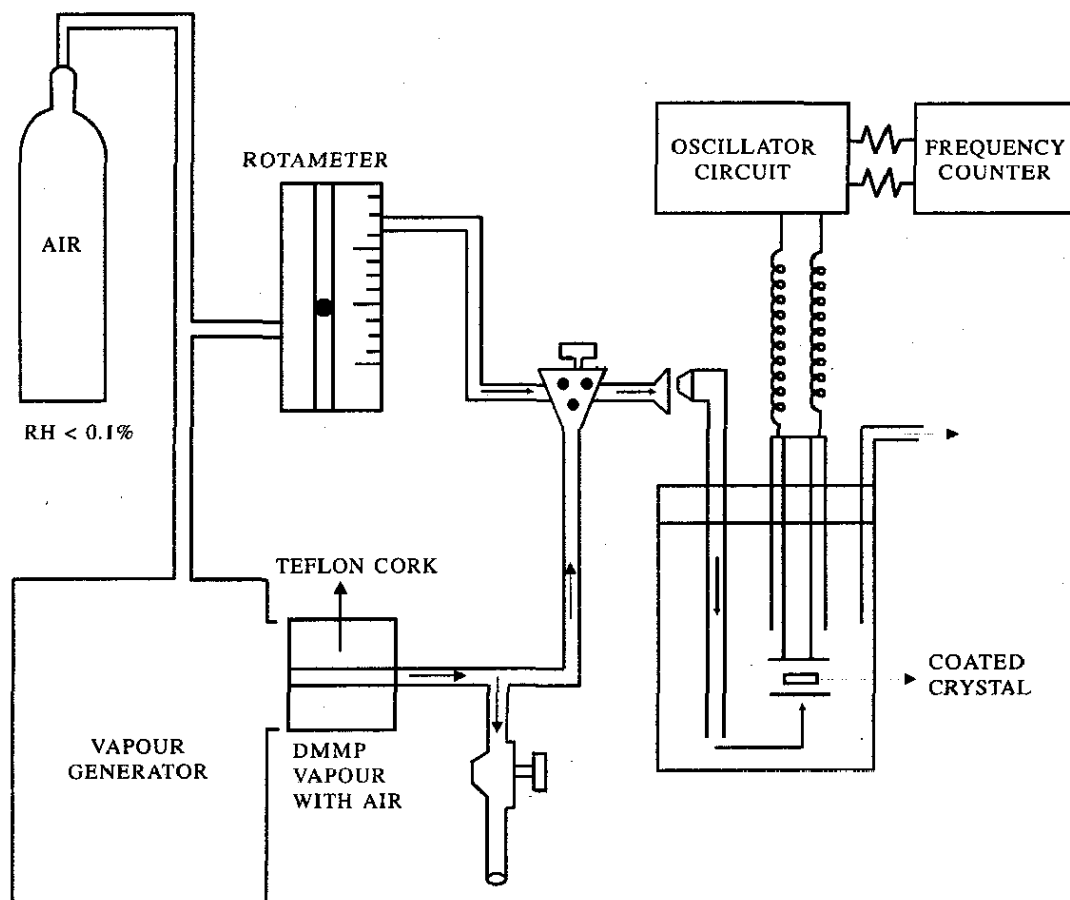 ROTAMETER
OSCILLATOR
CIRCUIT
FREQUENCY
COUNTER
AIR
RH < 0.1%
TEFLON CORK
VAPOUR
GENERATOR
DMMP
VAPOUR
WITH AIR
COATED
CRYSTAL